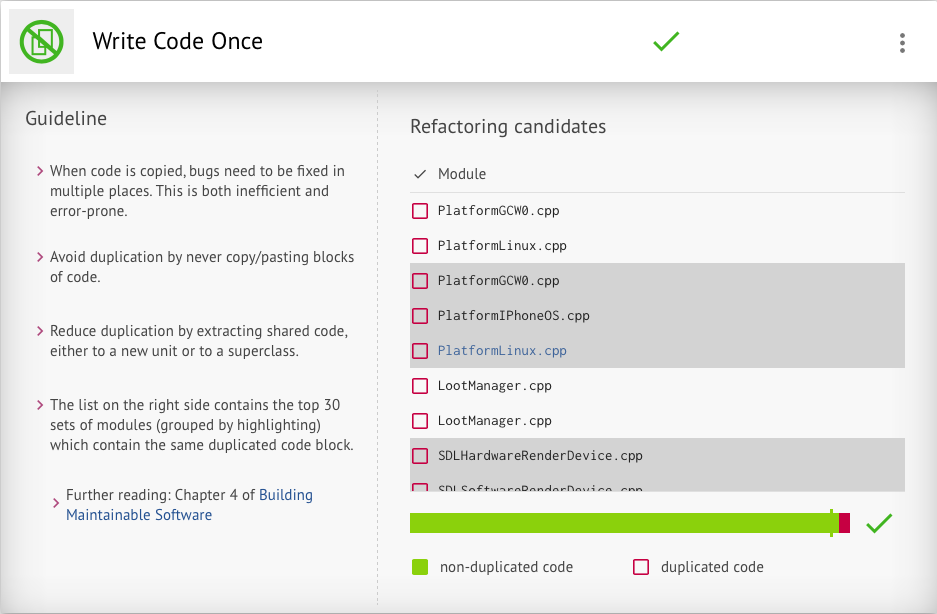 Write Code Once
Guideline
When code is copied, bugs need to be fixed in
multiple places. This is both inefficient and
error-prone.
Avoid duplication by never copy/pasting blocks
of code.
Reduce duplication by extracting shared code,
either to a new unit or to a superclass.
The list on the right side contains the top 30
sets of modules (grouped by highlighting)
which contain the same duplicated code block.
Further reading: Chapter 4 of Building
Maintainable Software
Refactoring candidates
Module
PlatformGCW0.cpp
PlatformLinux.cpp
PlatformGCW0.cpp
PlatformIPhoneOS.cpp
PlatformLinux.cpp
LootManager.cpp
LootManager.cpp
SDLHardwareRenderDevice.cpp
SDLSoftwareRenderDevice.cpp
non-duplicated code
duplicated code